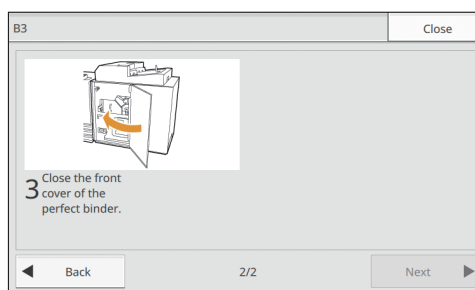 B3
Close
3 Close the front
cover of the
perfect binder.
Back
2/2
Next